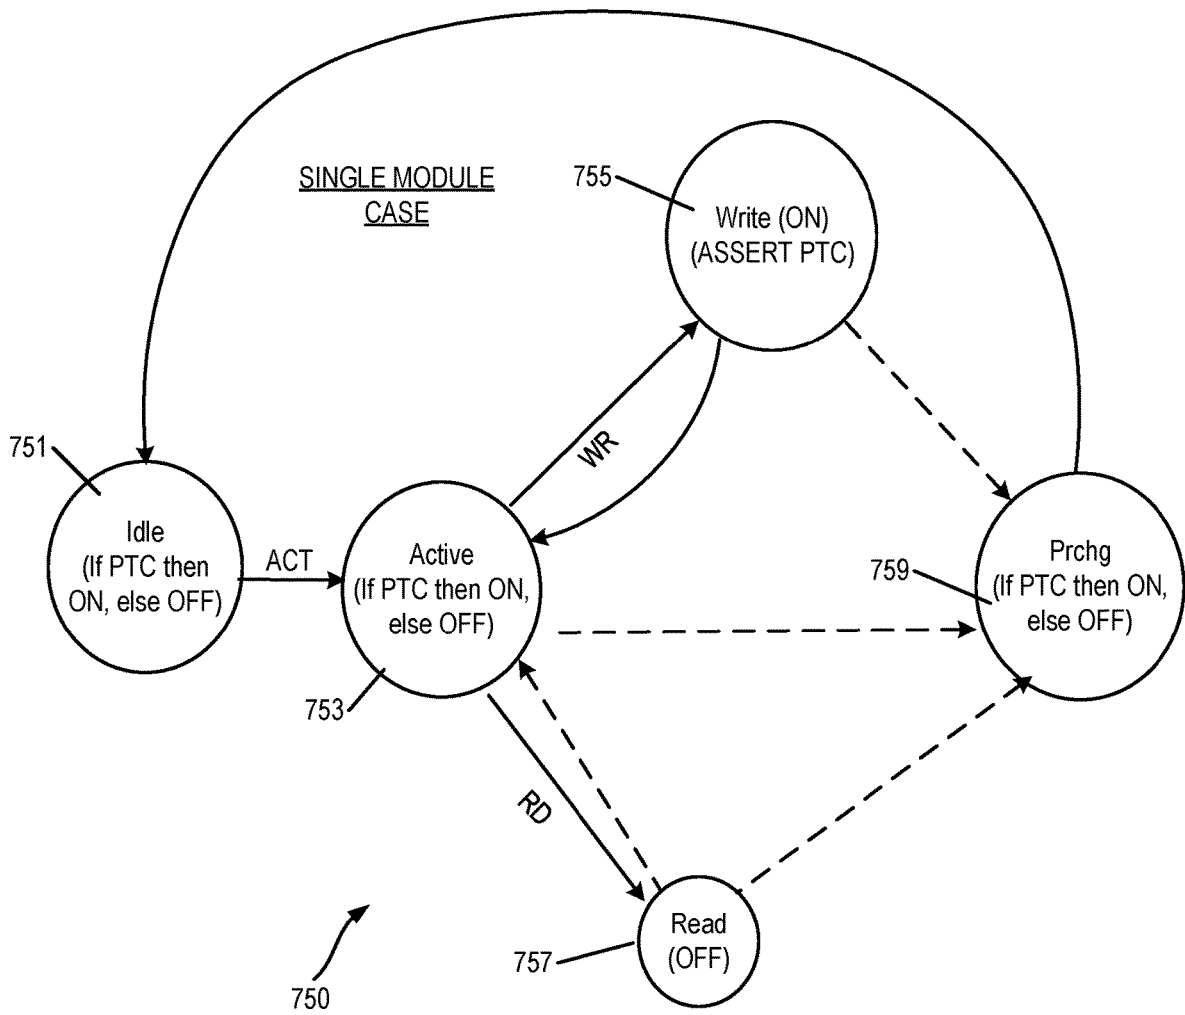 SINGLE MODULE
CASE
755
Write (ON)
(ASSERT PTC)
WR
751
Idle
(If PTC then
ON, else OFF)
ACT
Active
(If PTC then ON,
else OFF)
753
759
Prchg
(If PTC then ON,
else OFF)
RD
Read
(OFF)
757
750